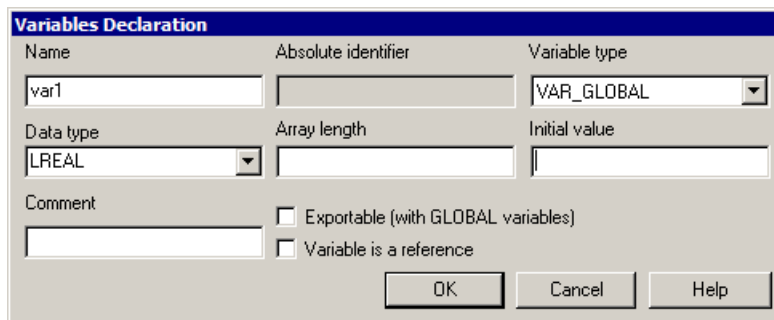 Variables Declaration
Name Absolute identifier Variable type
var1 VAR_GLOBAL
Data type Array length Initial value
LREAL
Comment
Exportable (with GLOBAL variables)
Variable is a reference
OK Cancel Help